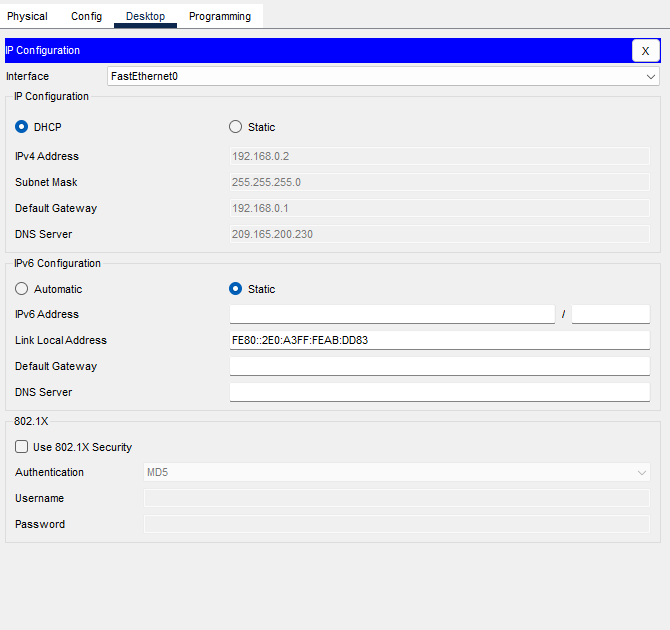 Physical Config Desktop Programming
IP Configuration X
Interface FastEthernet0
IP Configuration
DHCP Static
IPv4 Address 192.168.0.2
Subnet Mask 255.255.255.0
Default Gateway 192.168.0.1
DNS Server 209.165.200.230
IPv6 Configuration
Automatic Static
IPv6 Address /
Link Local Address FE80::2E0:A3FF:FEAB:DD83
Default Gateway
DNS Server
802.1X
Use 802.1X Security
Authentication MD5
Username
Password